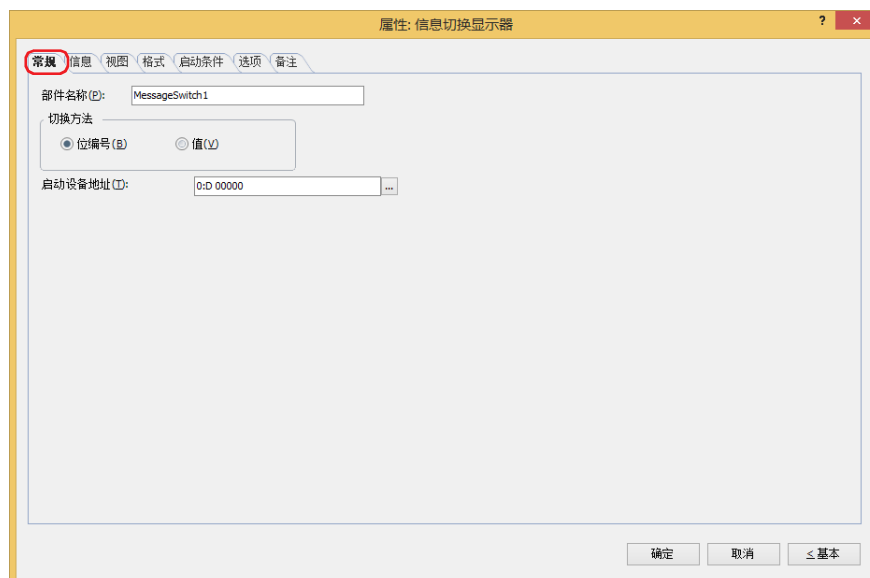 属性: 信息切换显示器 ? ×
常规 信息 视图 格式 启动条件 选项 备注
部件名称(P): MessageSwitch1
切换方法
位编号(B) 值(V)
启动设备地址(T): 0:D 00000 ...
确定 取消 ≤基本